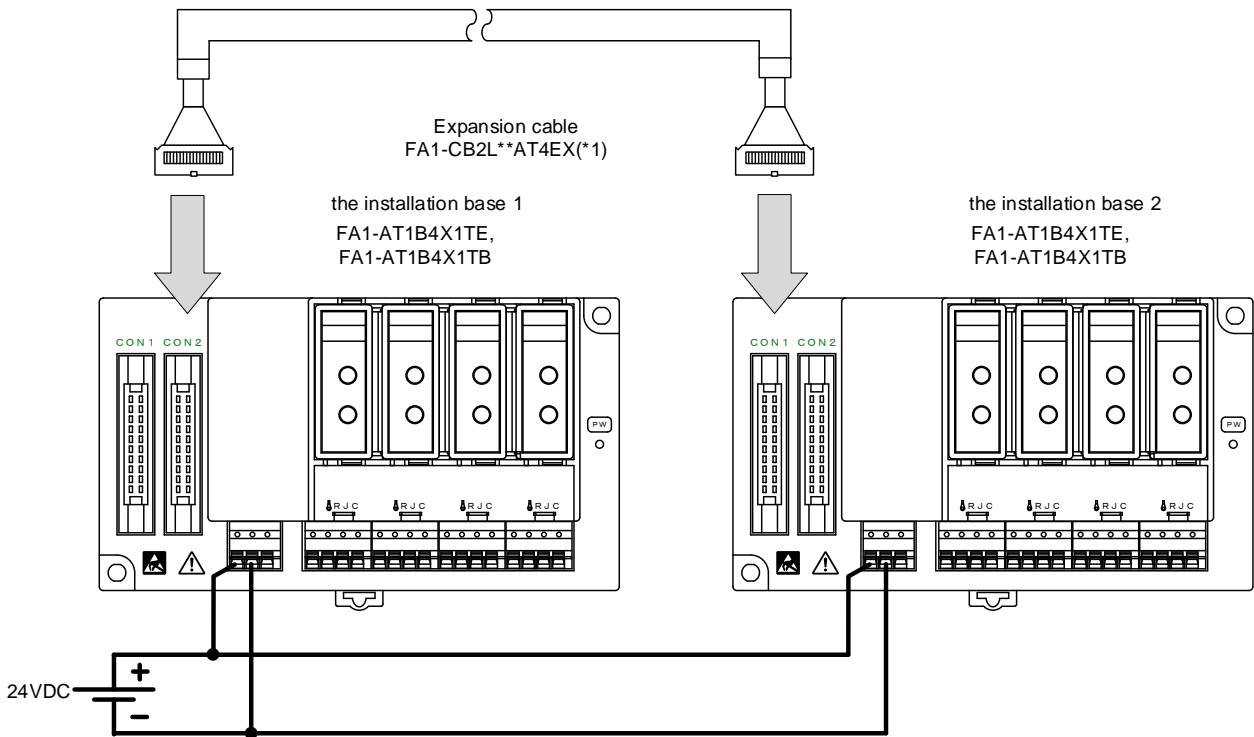 Expansion cable
FA1-CB2L**AT4EX(*1)
the installation base 1
FA1-AT1B4X1TE,
FA1-AT1B4X1TB
the installation base 2
FA1-AT1B4X1TE,
FA1-AT1B4X1TB
CON1 CON2
PW
RJC RJC RJC RJC
CON1 CON2
PW
RJC RJC RJC RJC
24VDC
+
−